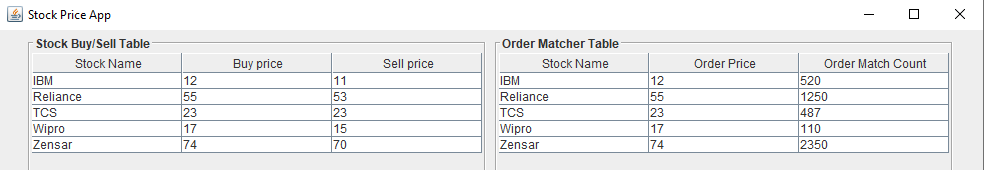 Stock Price App
Stock Buy/Sell Table
Stock Name Buy price Sell price
IBM 12 11
Reliance 55 53
TCS 23 23
Wipro 17 15
Zensar 74 70
Order Matcher Table
Stock Name Order Price Order Match Count
IBM 12 520
Reliance 55 1250
TCS 23 487
Wipro 17 110
Zensar 74 2350